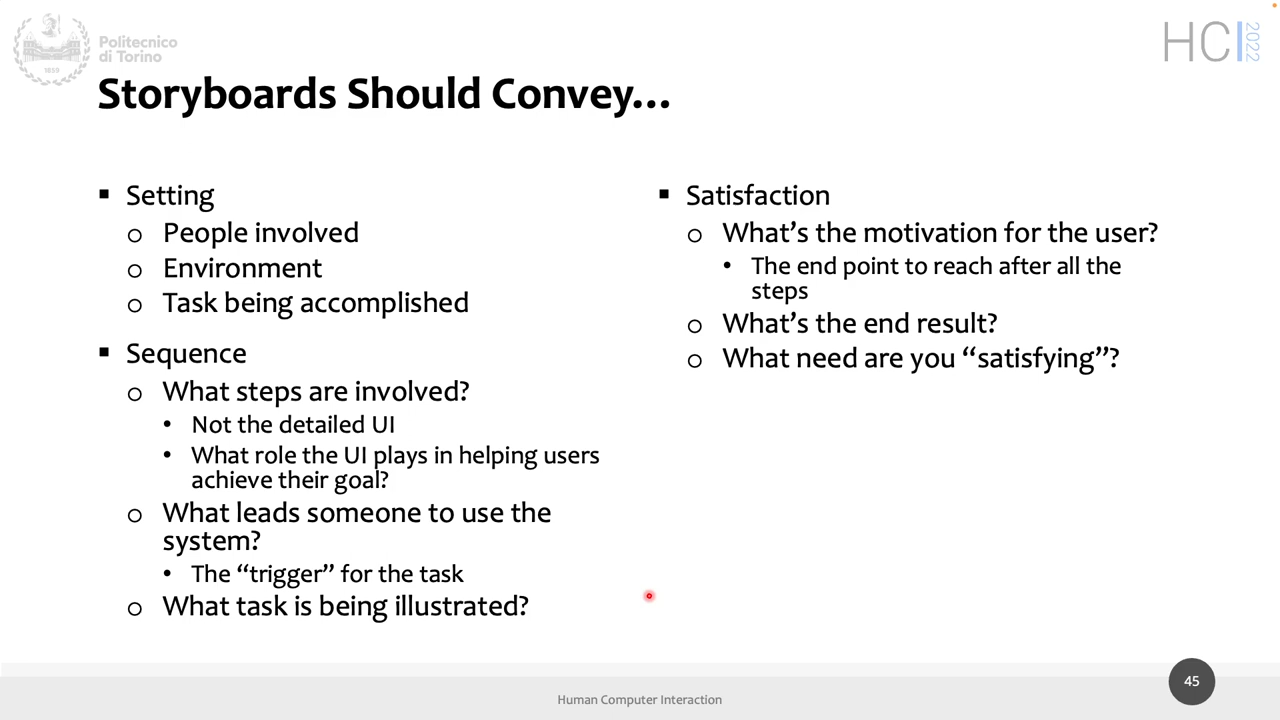 Politecnico
di Torino
1859
HCI 2022
Storyboards Should Convey...
▪ Setting
o People involved
o Environment
o Task being accomplished
▪ Sequence
o What steps are involved?
• Not the detailed UI
• What role the UI plays in helping users
achieve their goal?
o What leads someone to use the
system?
• The “trigger” for the task
o What task is being illustrated?
▪ Satisfaction
o What’s the motivation for the user?
• The end point to reach after all the
steps
o What’s the end result?
o What need are you “satisfying”?
Human Computer Interaction
45